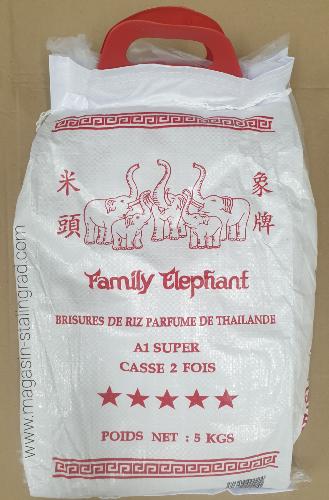 米頭
象牌
Family Elephant
BRISURES DE RIZ PARFUME DE THAILANDE
A1 SUPER
CASSE 2 FOIS
POIDS NET : 5 KGS
www.magasin-stalingrad.com